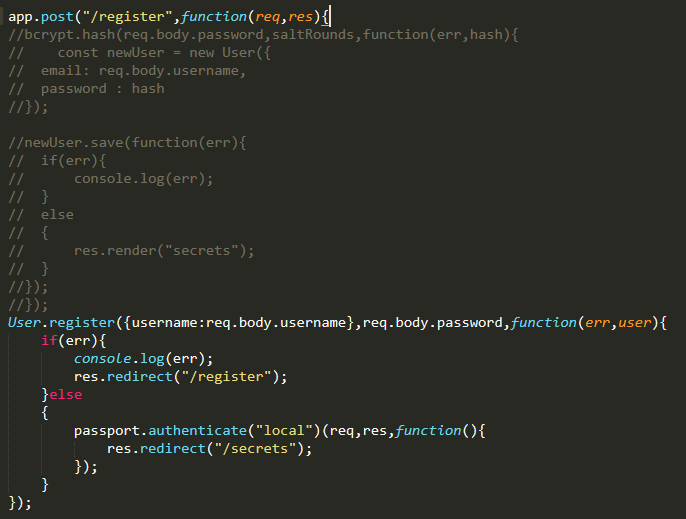 app.post("/register",function(req,res){
//bcrypt.hash(req.body.password,saltRounds,function(err,hash){
//    const newUser = new User({
//  email: req.body.username,
//  password : hash
//});
//newUser.save(function(err){
//  if(err){
//      console.log(err);
//  }
//  else
//  {
//      res.render("secrets");
//  }
//});
//});
User.register({username:req.body.username},req.body.password,function(err,user){
    if(err){
        console.log(err);
        res.redirect("/register");
    }else
    {
        passport.authenticate("local")(req,res,function(){
            res.redirect("/secrets");
        });
    }
});